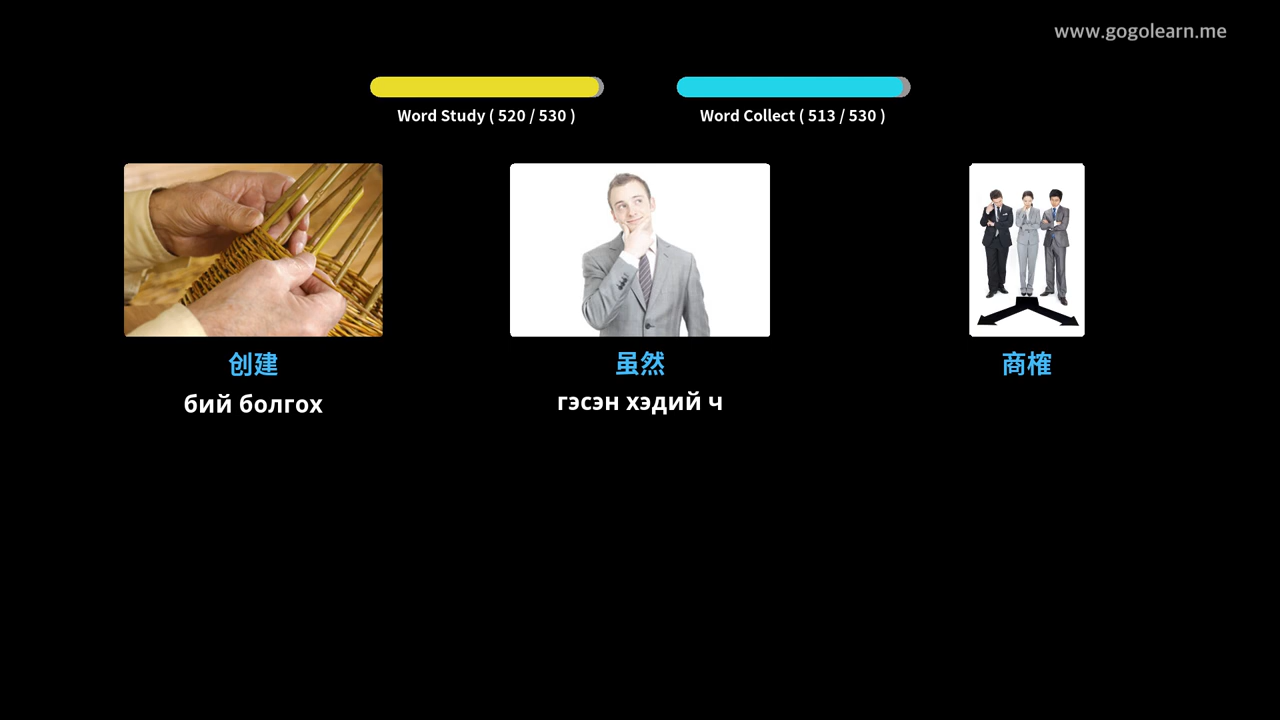 www.gogolearn.me
Word Study ( 520 / 530 )
Word Collect ( 513 / 530 )
创建
虽然
商榷
бий болгох
гэсэн хэдий ч